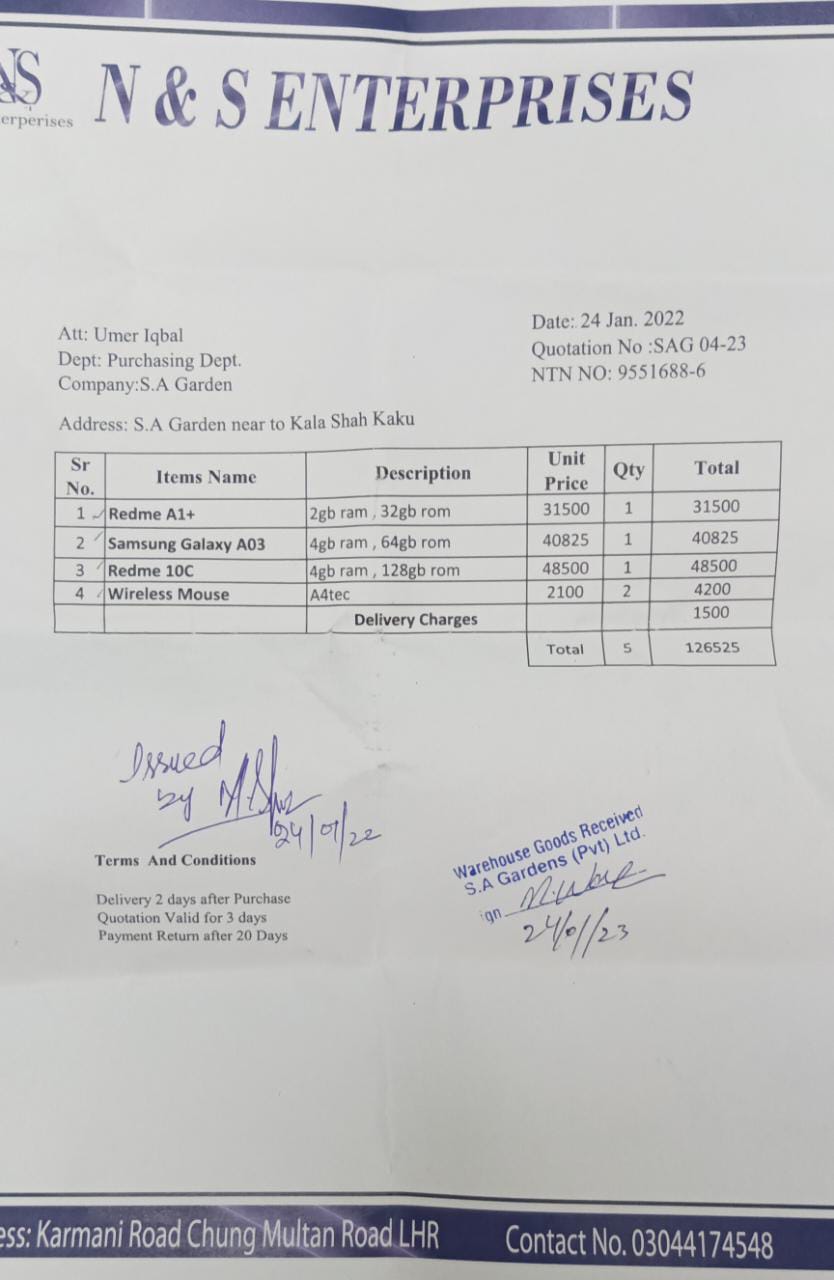 NS
erperises
N & S ENTERPRISES
Att: Umer Iqbal
Dept: Purchasing Dept.
Company:S.A Garden
Date: 24 Jan. 2022
Quotation No :SAG 04-23
NTN NO: 9551688-6
Address: S.A Garden near to Kala Shah Kaku
Sr No. Items Name Description Unit Price Qty Total
1 Redme A1+ 2gb ram , 32gb rom 31500 1 31500
2 Samsung Galaxy A03 4gb ram , 64gb rom 40825 1 40825
3 Redme 10C 4gb ram , 128gb rom 48500 1 48500
4 Wireless Mouse A4tec 2100 2 4200
Delivery Charges 1500
Total 5 126525
Issued
by
24/01/22
Terms And Conditions
Delivery 2 days after Purchase
Quotation Valid for 3 days
Payment Return after 20 Days
Warehouse Goods Received
S.A Gardens (Pvt) Ltd.
ign
24/01/23
ess: Karmani Road Chung Multan Road LHR Contact No. 03044174548